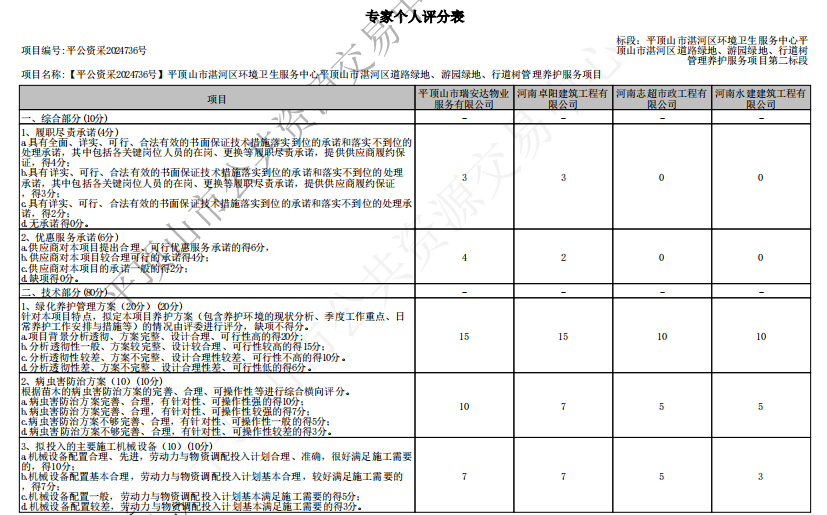 专家个人评分表
项目编号:平公资采2024736号
标段：平顶山市湛河区环境卫生服务中心平
顶山市湛河区道路绿地、游园绿地、行道树
管理养护服务项目第二标段
项目名称:【平公资采2024736号】平顶山市湛河区环境卫生服务中心平顶山市湛河区道路绿地、游园绿地、行道树管理养护服务项目
项目 平顶山市瑞安达物业服务有限公司 河南卓阳建筑工程有限公司 河南志超市政工程有限公司 河南水建建筑工程有限公司
一、综合部分(10分) - - - -
1、履职尽责承诺(4分)
a.具有全面、详实、可行、合法有效的书面保证技术措施落实到位的承诺和落实不到位的
处理承诺，其中包括各关键岗位人员的在岗、更换等履职尽责承诺，提供供应商履约保
证，得4分；
b.具有详实、可行、合法有效的书面保证技术措施落实到位的承诺和落实不到位的处理
承诺，其中包括各关键岗位人员的在岗、更换等履职尽责承诺，提供供应商履约保证
，得3分；
c.具有详实、可行、合法有效的书面保证技术措施落实到位的承诺和落实不到位的处理承
诺，得2分；
d.无承诺得0分。
3 3 0 0
2、优惠服务承诺(6分)
a.供应商对本项目提出合理、可行优惠服务承诺的得6分，
b.供应商对本项目较合理可行的承诺得4分；
c.供应商对本项目的承诺一般的得2分；
d.缺项得0分。
4 2 0 0
二、技术部分(80分) - - - -
1、绿化养护管理方案（20分）(20分)
针对本项目特点，拟定本项目养护方案（包含养护环境的现状分析、季度工作重点、日
常养护工作安排与措施等）的情况由评委进行评分，缺项不得分。
a.项目背景分析透彻、方案完整、设计合理、可行性高的得20分；
b.分析透彻性一般、方案较完整、设计较合理、可行性较高的得15分；
c.分析透彻性较差、方案不完整、设计合理性较差、可行性不高的得10分。
d.分析透彻性差、方案不完整、设计合理性差、可行性低的得6分。
15 15 10 10
2、病虫害防治方案（10）(10分)
根据苗木的病虫害防治方案的完善、合理、可操作性等进行综合横向评分。
a.病虫害防治方案完善、合理，有针对性、可操作性强的得10分；
b.病虫害防治方案完善、合理，有针对性、可操作性较强的得7分；
c.病虫害防治方案不够完善、合理，有针对性、可操作性一般的得5分；
d.病虫害防治方案不够完善、合理，有针对性、可操作性较差的得3分。
10 7 5 5
3、拟投入的主要施工机械设备（10）(10分)
a.机械设备配置合理、先进，劳动力与物资调配投入计划合理、准确，很好满足施工需要
的，得10分；
b.机械设备配置基本合理，劳动力与物资调配投入计划基本合理，较好满足施工需要的
，得7分；
c.机械设备配置一般，劳动力与物资调配投入计划基本满足施工需要的得5分；
d.机械设备配置较差，劳动力与物资调配投入计划基本满足施工需要的得3分。
7 7 5 3
平顶山市公共资源交易中心